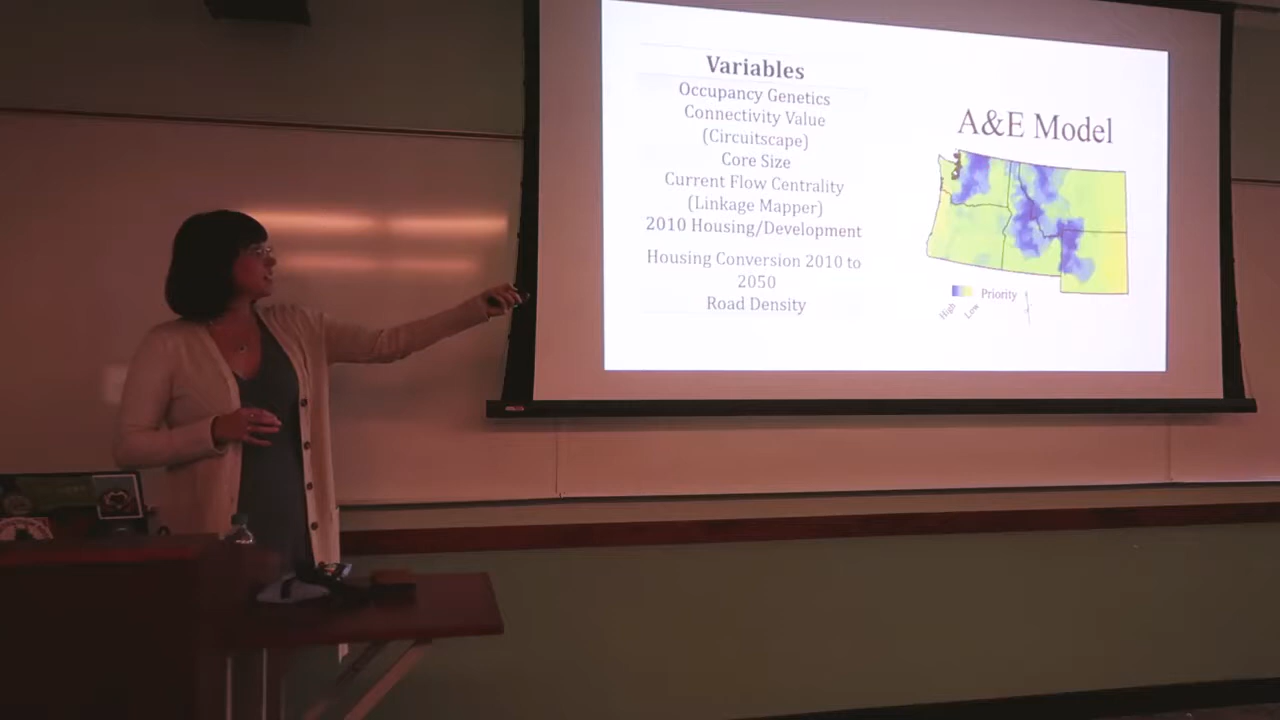 Variables
Occupancy Genetics
Connectivity Value
(Circuitscape)
Core Size
Current Flow Centrality
(Linkage Mapper)
2010 Housing/Development
Housing Conversion 2010 to
2050
Road Density
A&E Model
Priority
High
Low